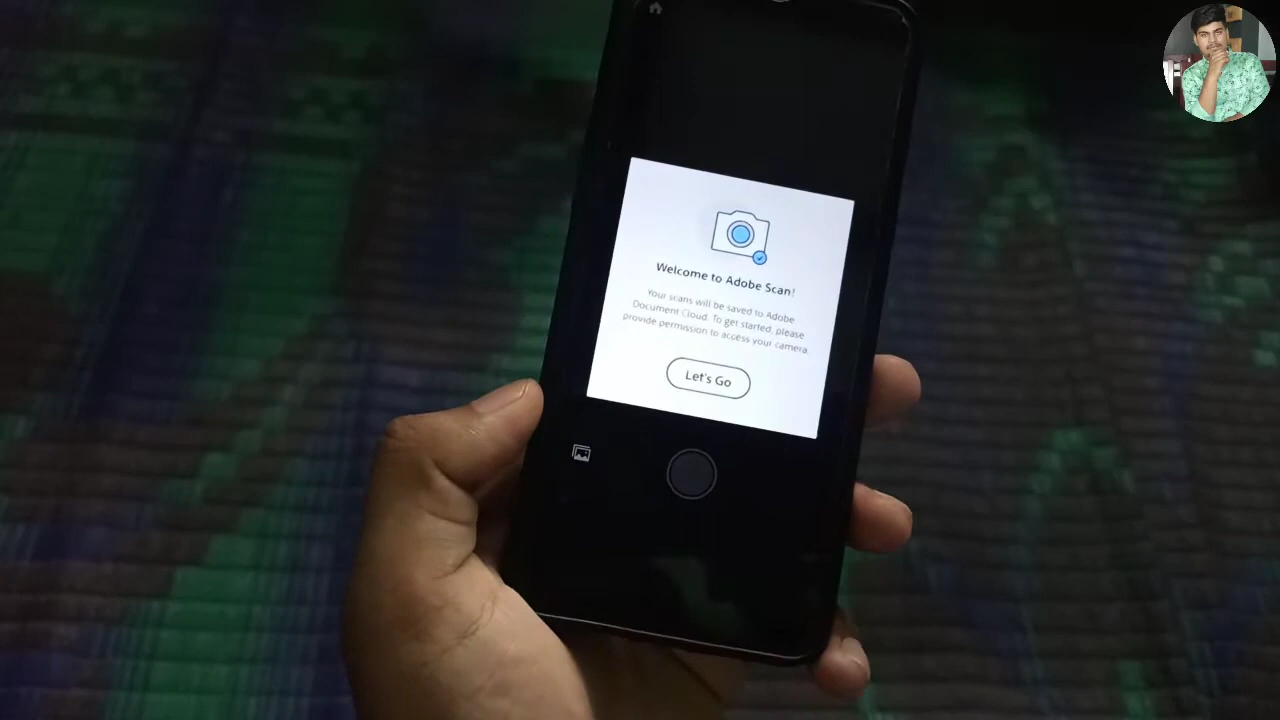 Welcome to Adobe Scan!
Your scans will be saved to Adobe
Document Cloud. To get started, please
provide permission to access your camera.
Let's Go